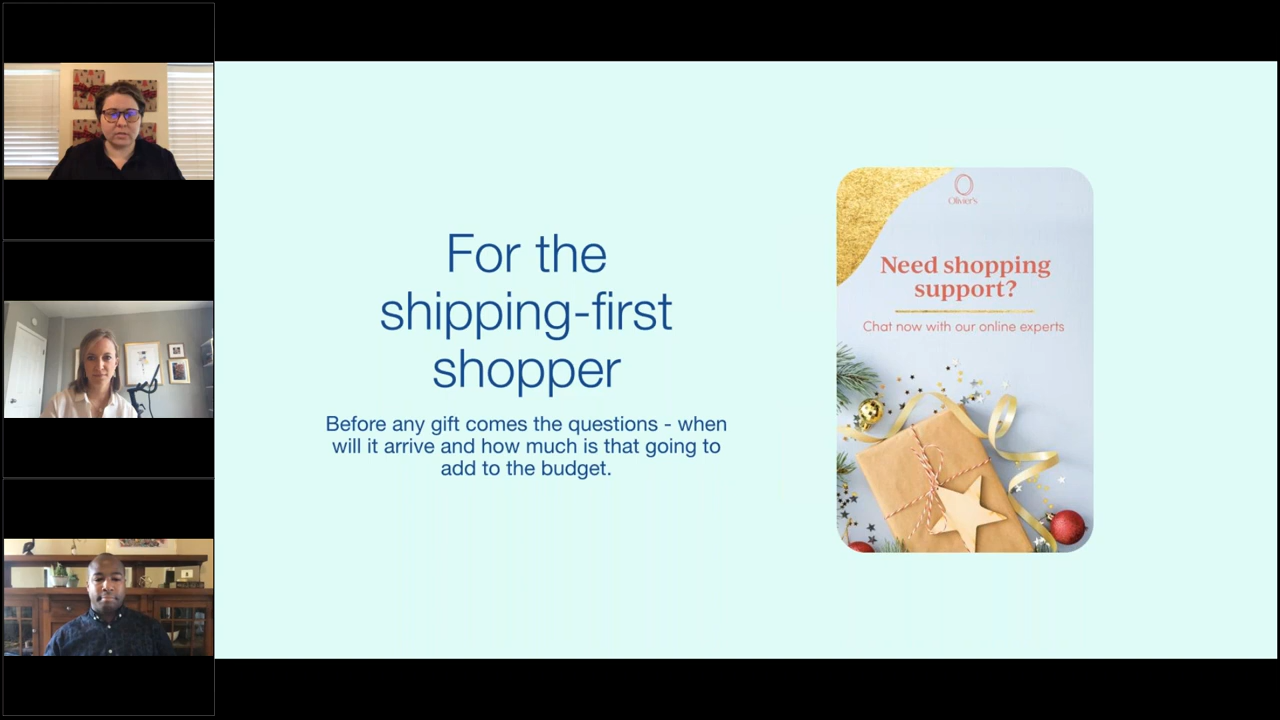 For the
shipping-first
shopper
Before any gift comes the questions - when
will it arrive and how much is that going to
add to the budget.
Olivier's
Need shopping
support?
Chat now with our online experts